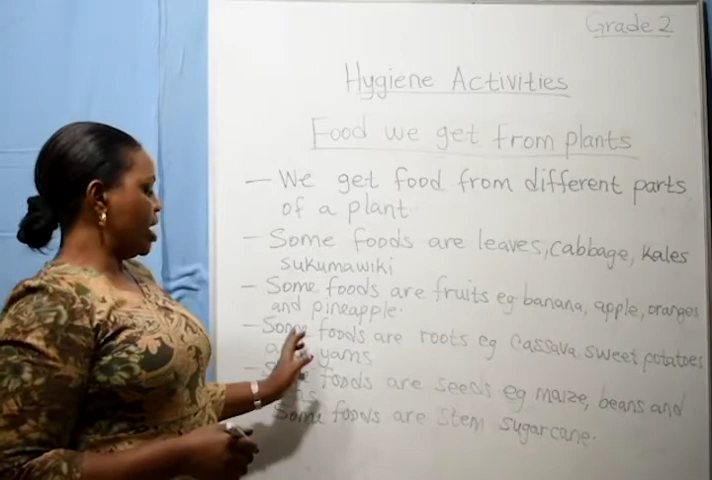 Grade 2
Hygiene Activities
Food we get from plants
- We get food from different parts
of a plant.
- Some foods are leaves, cabbage, kales
sukumawiki
- Some foods are fruits eg banana, apple, oranges
and pineapple.
- Some foods are roots eg cassava sweet potatoes
yams
- foods are seeds eg maize, beans and
Some foods are stem sugarcane.